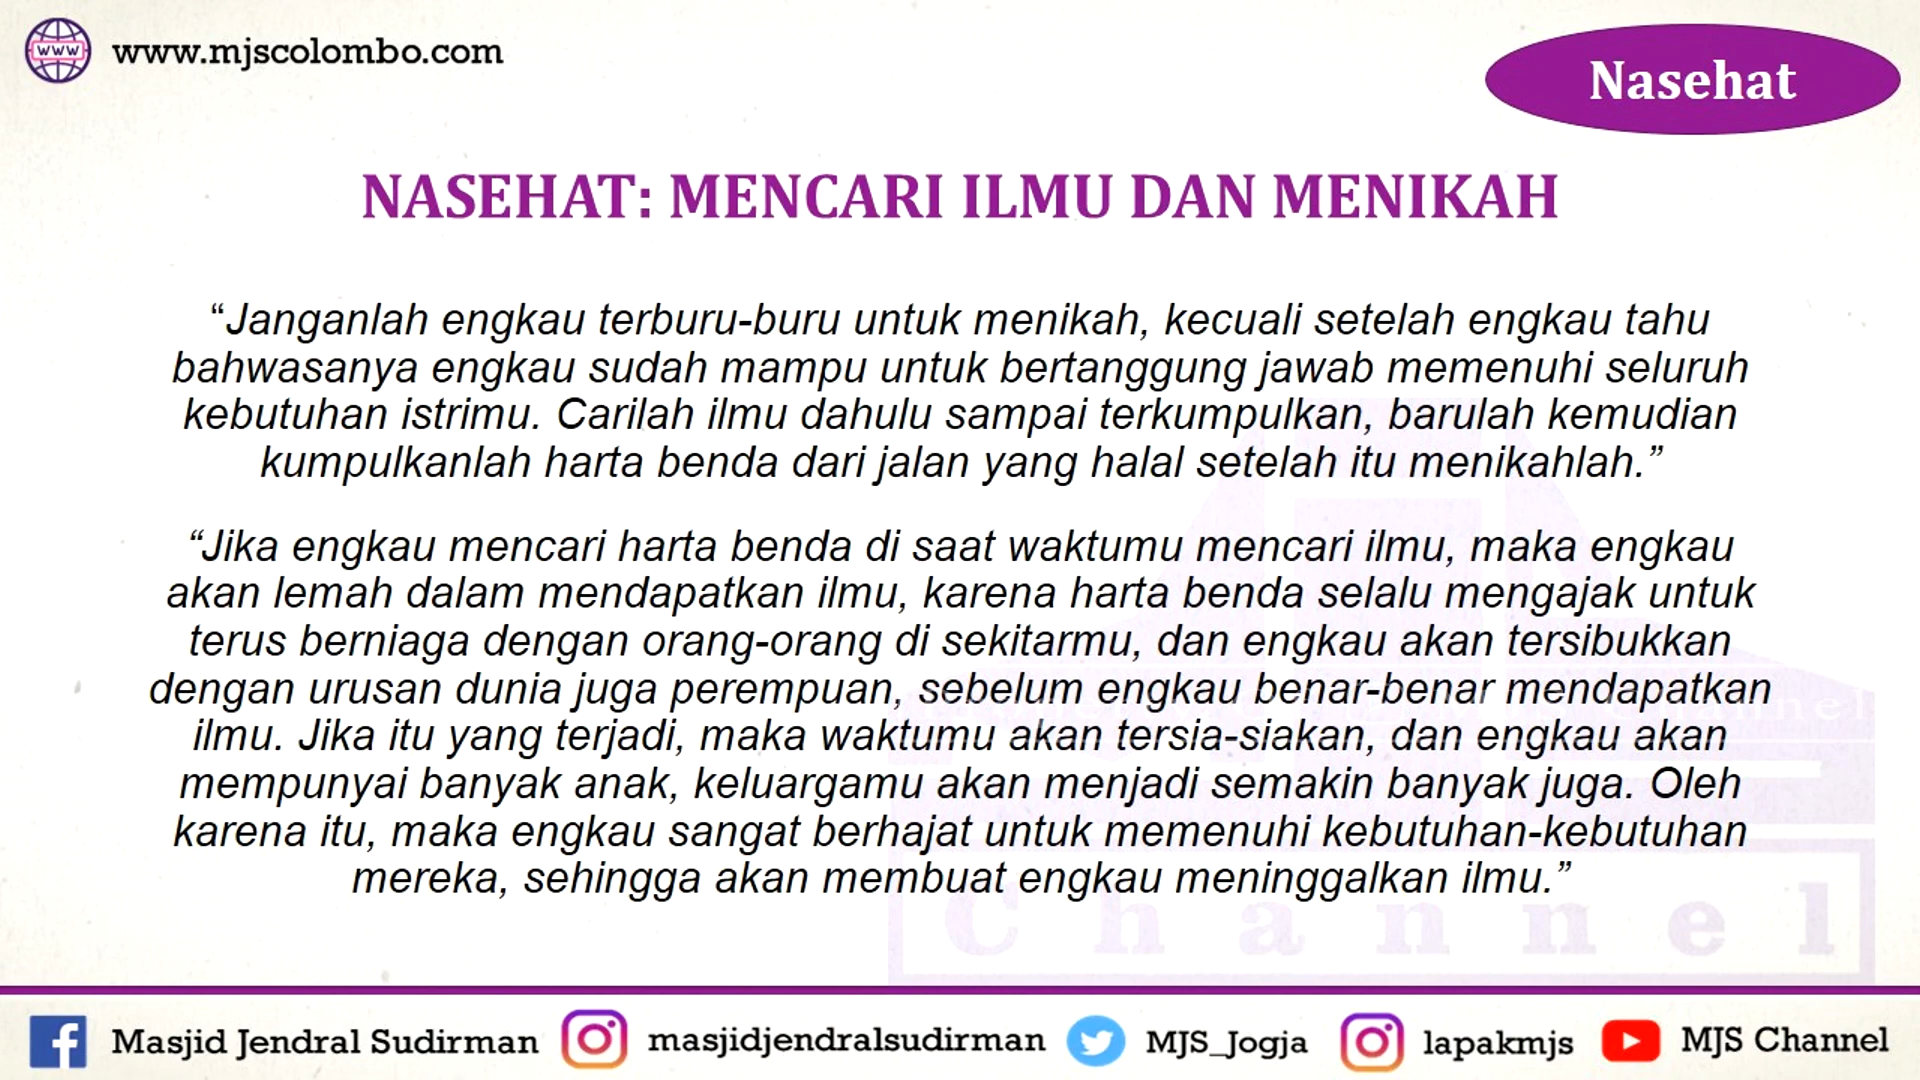 www
www.mjscolombo.com
Nasehat
NASEHAT: MENCARI ILMU DAN MENIKAH
“Janganlah engkau terburu-buru untuk menikah, kecuali setelah engkau tahu
bahwasanya engkau sudah mampu untuk bertanggung jawab memenuhi seluruh
kebutuhan istrimu. Carilah ilmu dahulu sampai terkumpulkan, barulah kemudian
kumpulkanlah harta benda dari jalan yang halal setelah itu menikahlah.”
“Jika engkau mencari harta benda di saat waktumu mencari ilmu, maka engkau
akan lemah dalam mendapatkan ilmu, karena harta benda selalu mengajak untuk
terus berniaga dengan orang-orang di sekitarmu, dan engkau akan tersibukkan
dengan urusan dunia juga perempuan, sebelum engkau benar-benar mendapatkan
ilmu. Jika itu yang terjadi, maka waktumu akan tersia-siakan, dan engkau akan
mempunyai banyak anak, keluargamu akan menjadi semakin banyak juga. Oleh
karena itu, maka engkau sangat berhajat untuk memenuhi kebutuhan-kebutuhan
mereka, sehingga akan membuat engkau meninggalkan ilmu.”
Channel
Masjid Jendral Sudirman
masjidjendralsudirman
MJS_Jogja
lapakmjs
MJS Channel